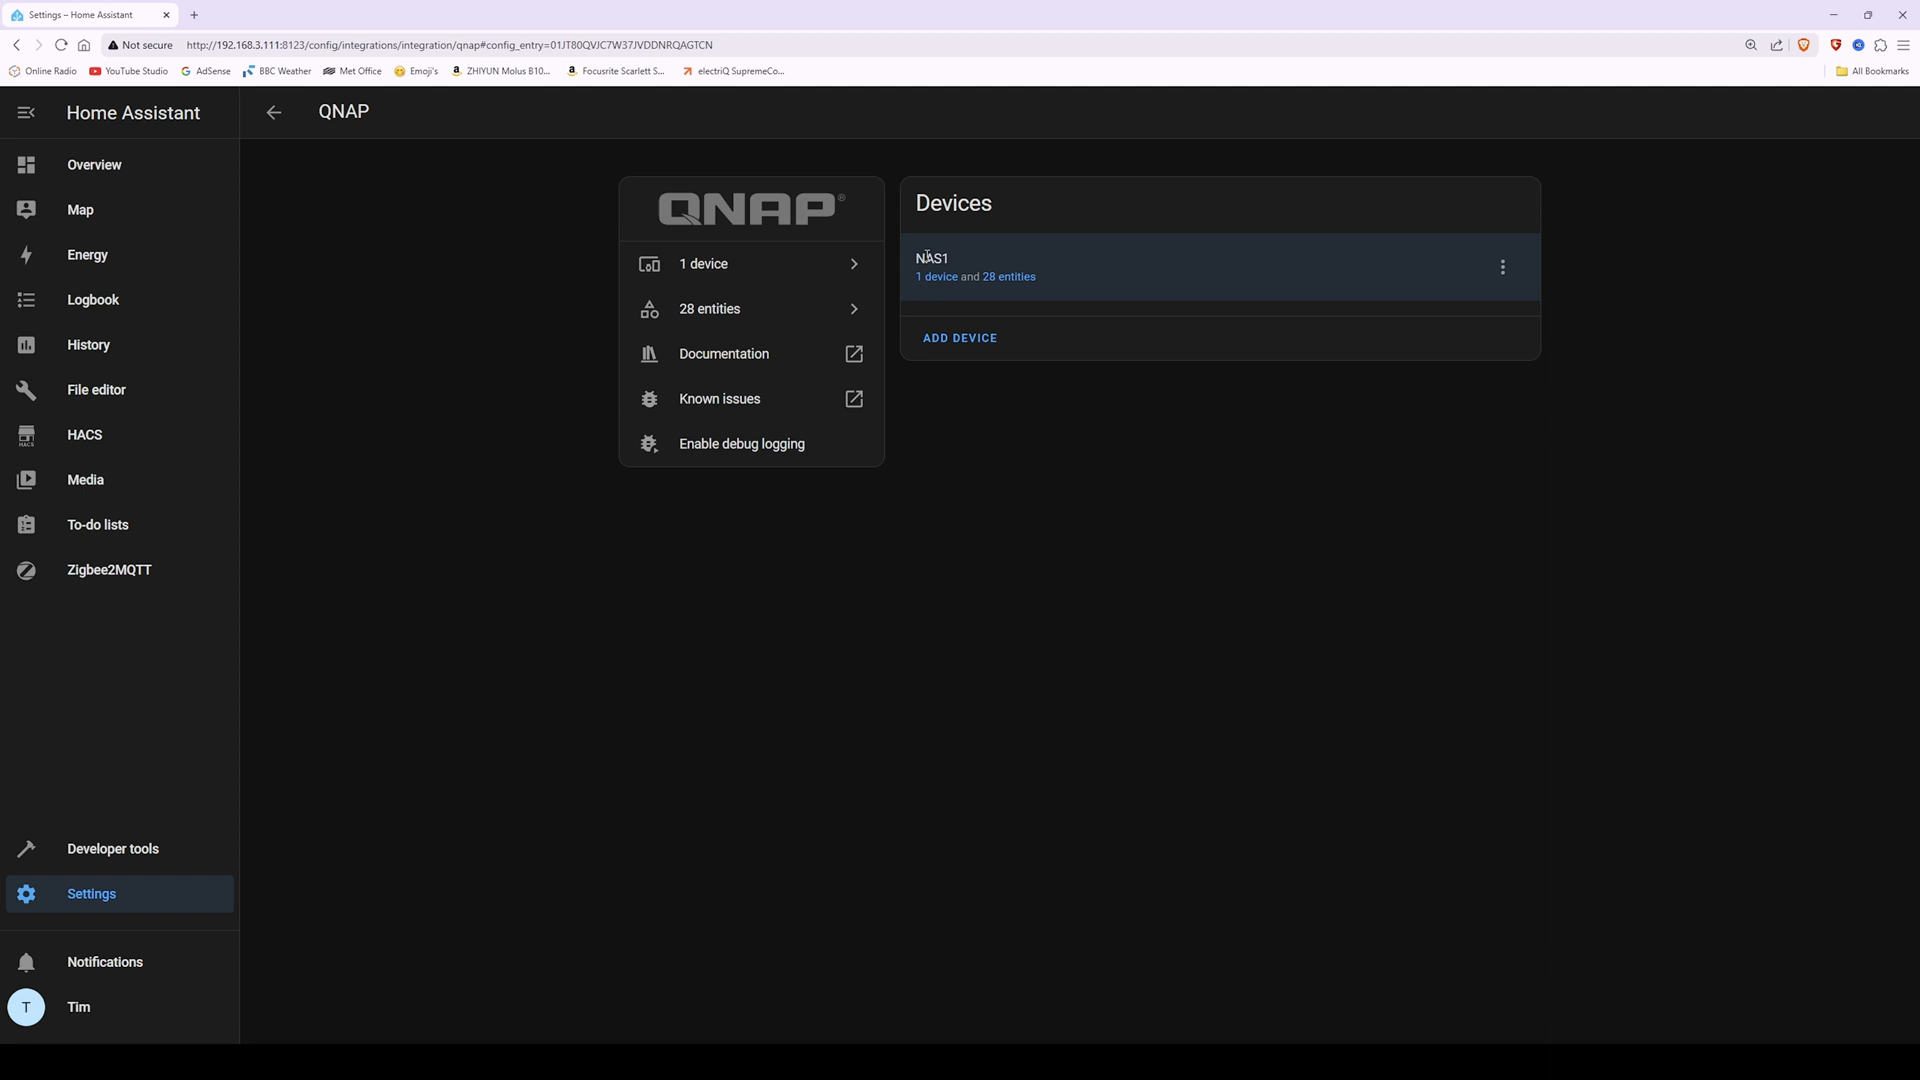 Settings – Home Assistant
Not secure
http://192.168.3.111:8123/config/integrations/integration/qnap#config_entry=01JT80QVJC7W37JVDDNRQAGTCN
Online Radio
YouTube Studio
AdSense
BBC Weather
Met Office
Emoji's
ZHIYUN Molus B10...
Focusrite Scarlett S...
electriQ SupremeCo...
All Bookmarks
Home Assistant
QNAP
Overview
Map
Energy
Logbook
History
File editor
HACS
HACS
Media
To-do lists
Zigbee2MQTT
Developer tools
Settings
Notifications
T
Tim
QNAP®
1 device
28 entities
Documentation
Known issues
Enable debug logging
Devices
NAS1
1 device and 28 entities
ADD DEVICE